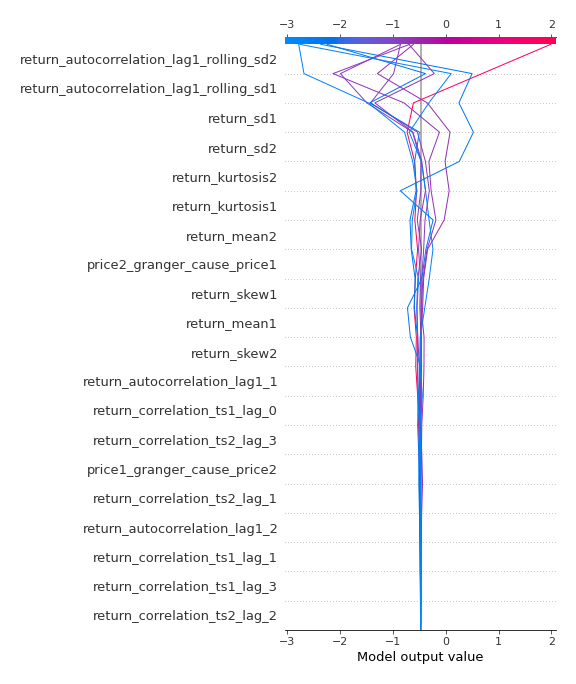 −3 −2 −1 0 1 2
return_autocorrelation_lag1_rolling_sd2
return_autocorrelation_lag1_rolling_sd1
return_sd1
return_sd2
return_kurtosis2
return_kurtosis1
return_mean2
price2_granger_cause_price1
return_skew1
return_mean1
return_skew2
return_autocorrelation_lag1_1
return_correlation_ts1_lag_0
return_correlation_ts2_lag_3
price1_granger_cause_price2
return_correlation_ts2_lag_1
return_autocorrelation_lag1_2
return_correlation_ts1_lag_1
return_correlation_ts1_lag_3
return_correlation_ts2_lag_2
−3 −2 −1 0 1 2
Model output value